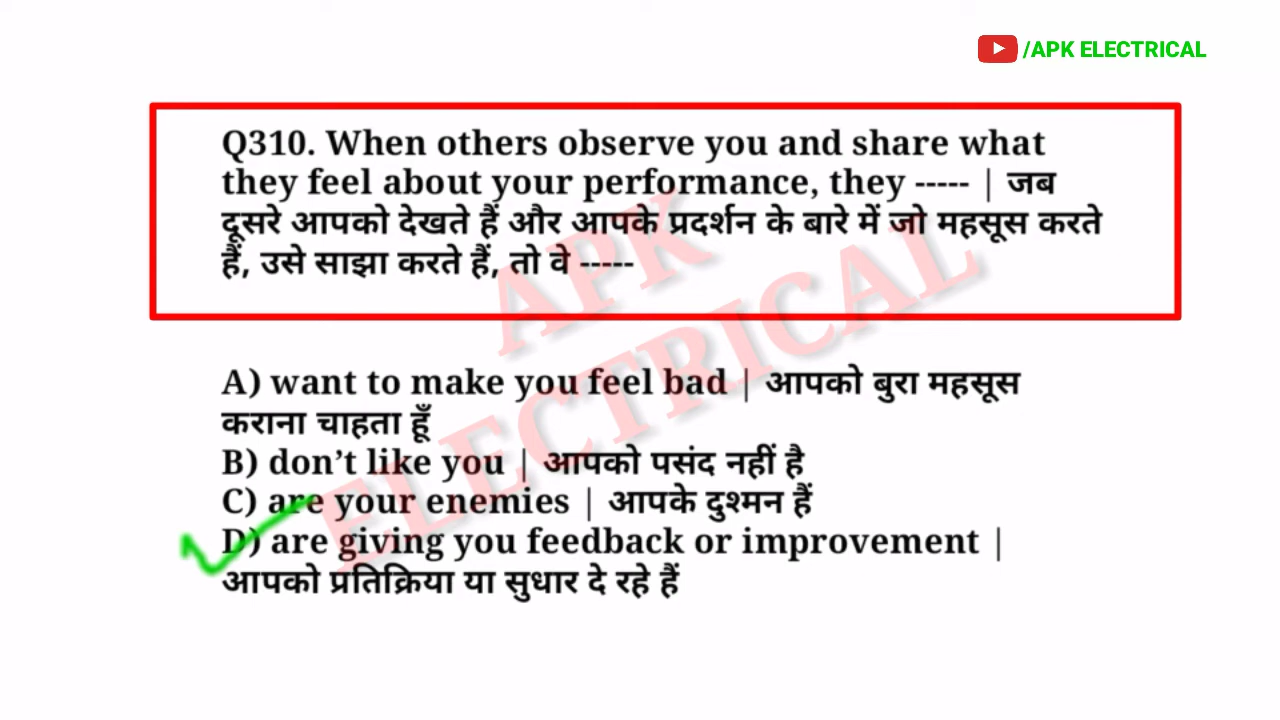 /APK ELECTRICAL
Q310. When others observe you and share what
they feel about your performance, they ----- | जब
दूसरे आपको देखते हैं और आपके प्रदर्शन के बारे में जो महसूस करते
हैं, उसे साझा करते हैं, तो वे -----
A) want to make you feel bad | आपको बुरा महसूस
कराना चाहता हूँ
B) don’t like you | आपको पसंद नहीं है
C) are your enemies | आपके दुश्मन हैं
D) are giving you feedback or improvement |
आपको प्रतिक्रिया या सुधार दे रहे हैं
APK
ELECTRICAL